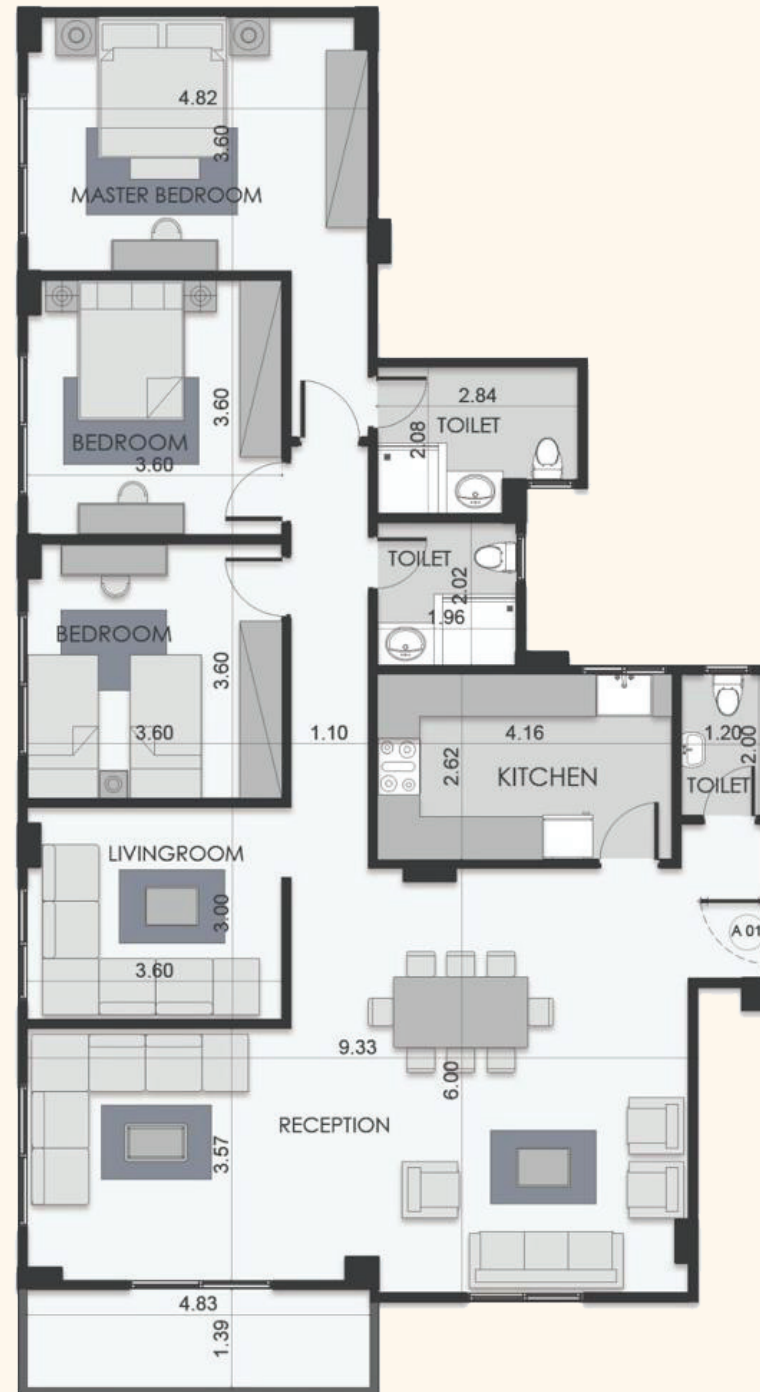 4.82
3.60
MASTER BEDROOM
3.60
BEDROOM
3.60
2.84
TOILET
2.08
TOILET
2.02
1.96
BEDROOM
3.60
3.60
1.10
4.16
2.62
KITCHEN
1.20
2.00
TOILET
LIVINGROOM
3.00
3.60
A 01
9.33
6.00
RECEPTION
3.57
4.83
1.39